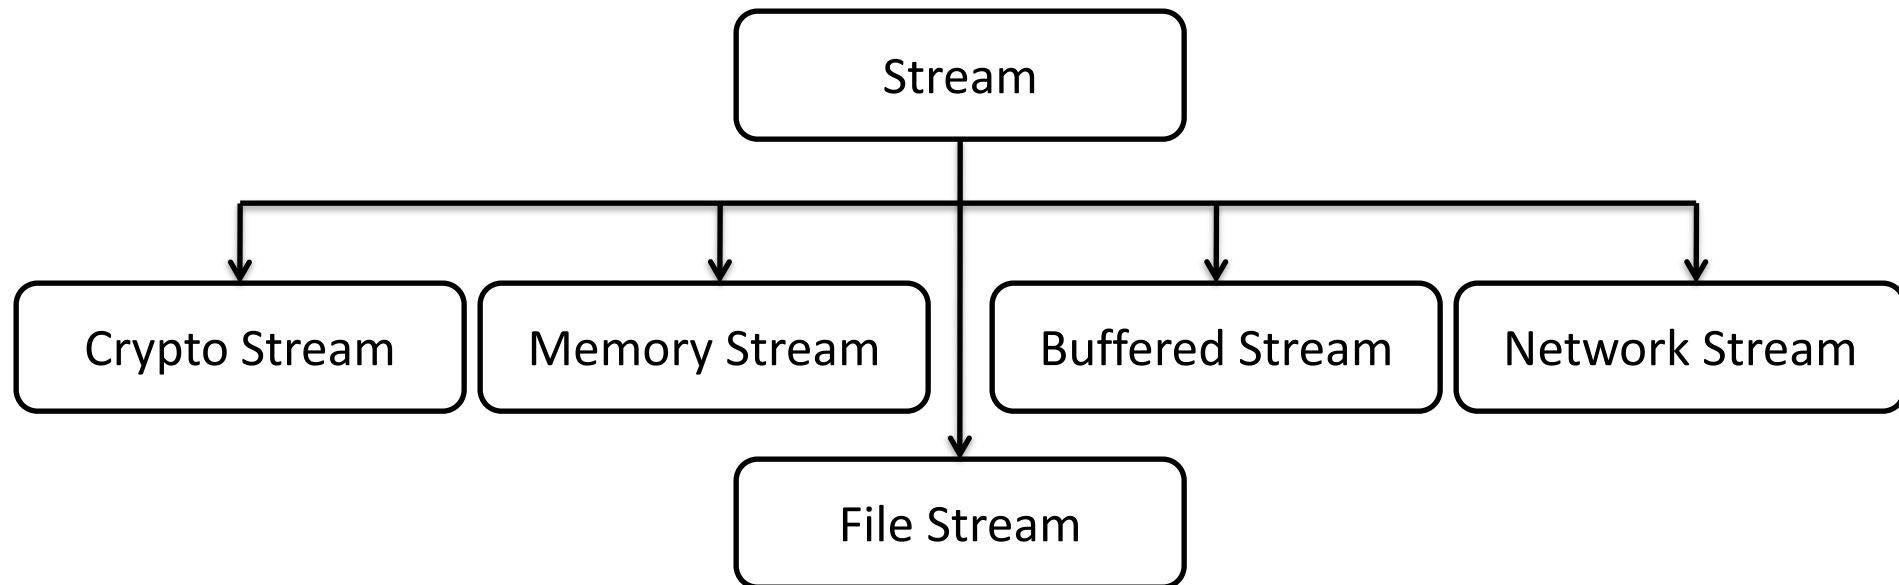 Stream
Crypto Stream
Memory Stream
Buffered Stream
Network Stream
File Stream